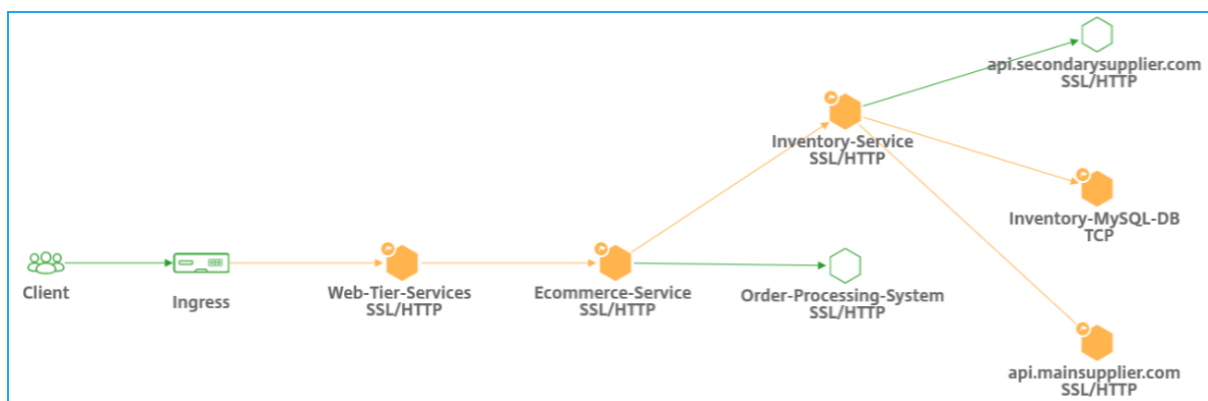 api.secondarysupplier.com
SSL/HTTP
Inventory-Service
SSL/HTTP
Inventory-MySQL-DB
TCP
Client
Ingress
Web-Tier-Services
SSL/HTTP
Ecommerce-Service
SSL/HTTP
Order-Processing-System
SSL/HTTP
api.mainsupplier.com
SSL/HTTP